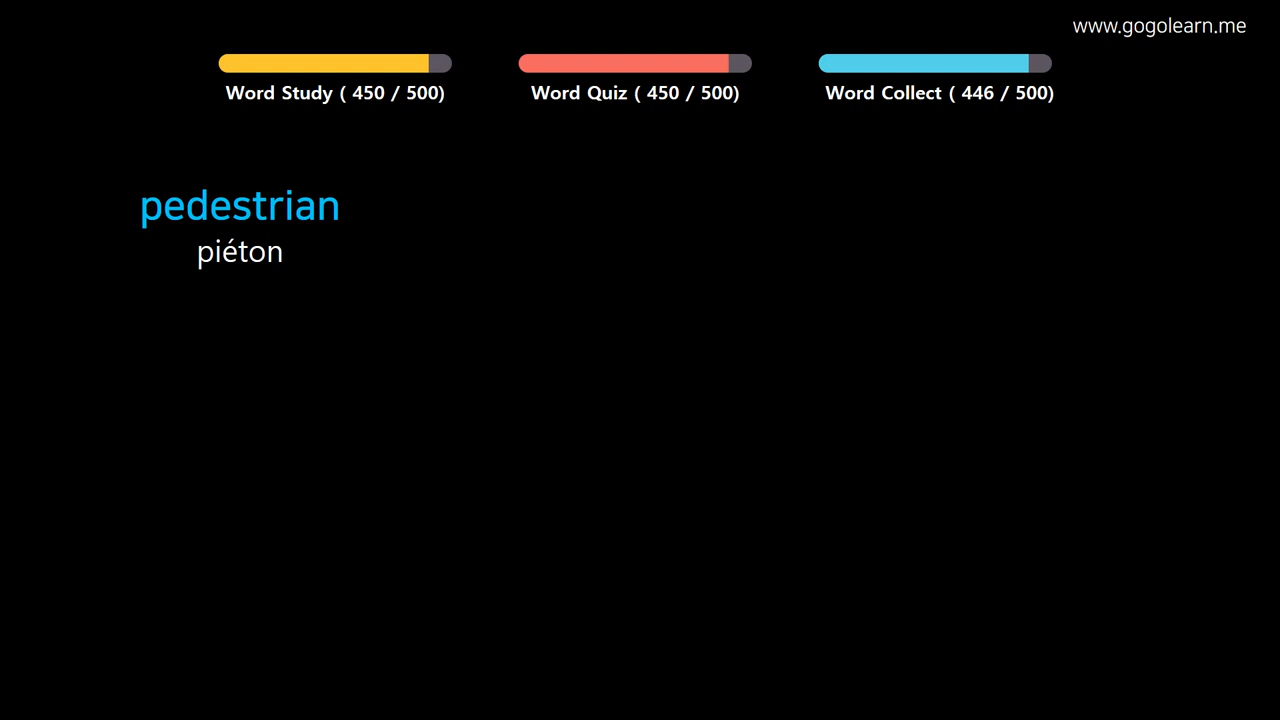 www.gogolearn.me
Word Study ( 450 / 500)
Word Quiz ( 450 / 500)
Word Collect ( 446 / 500)
pedestrian
piéton